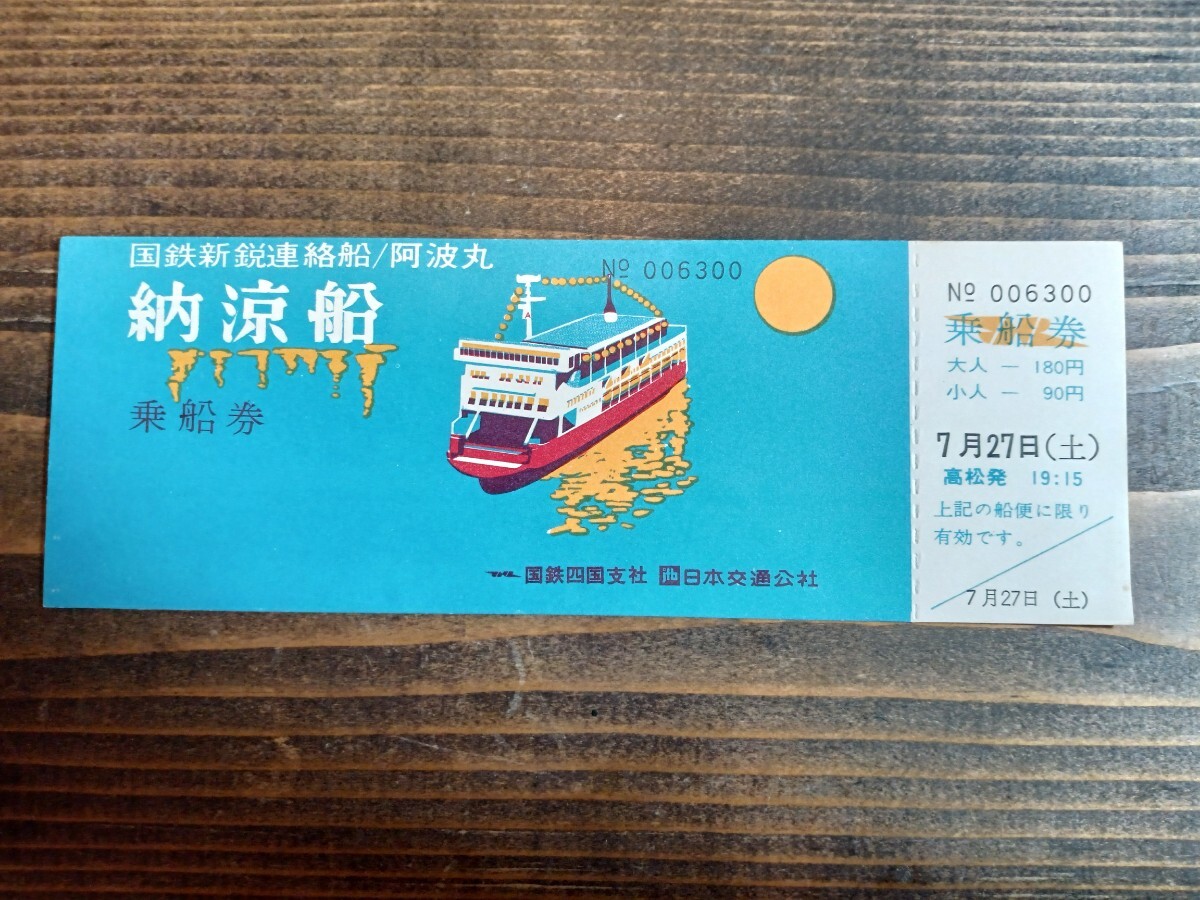 国鉄新鋭連絡船/阿波丸
納涼船
乗船券
№ 006300
A
国鉄四国支社 日本交通公社
№ 006300
乗船券
大人 ― 180円
小人 ― 90円
7月27日(土)
高松発 19:15
上記の船便に限り
有効です。
7月27日 (土)